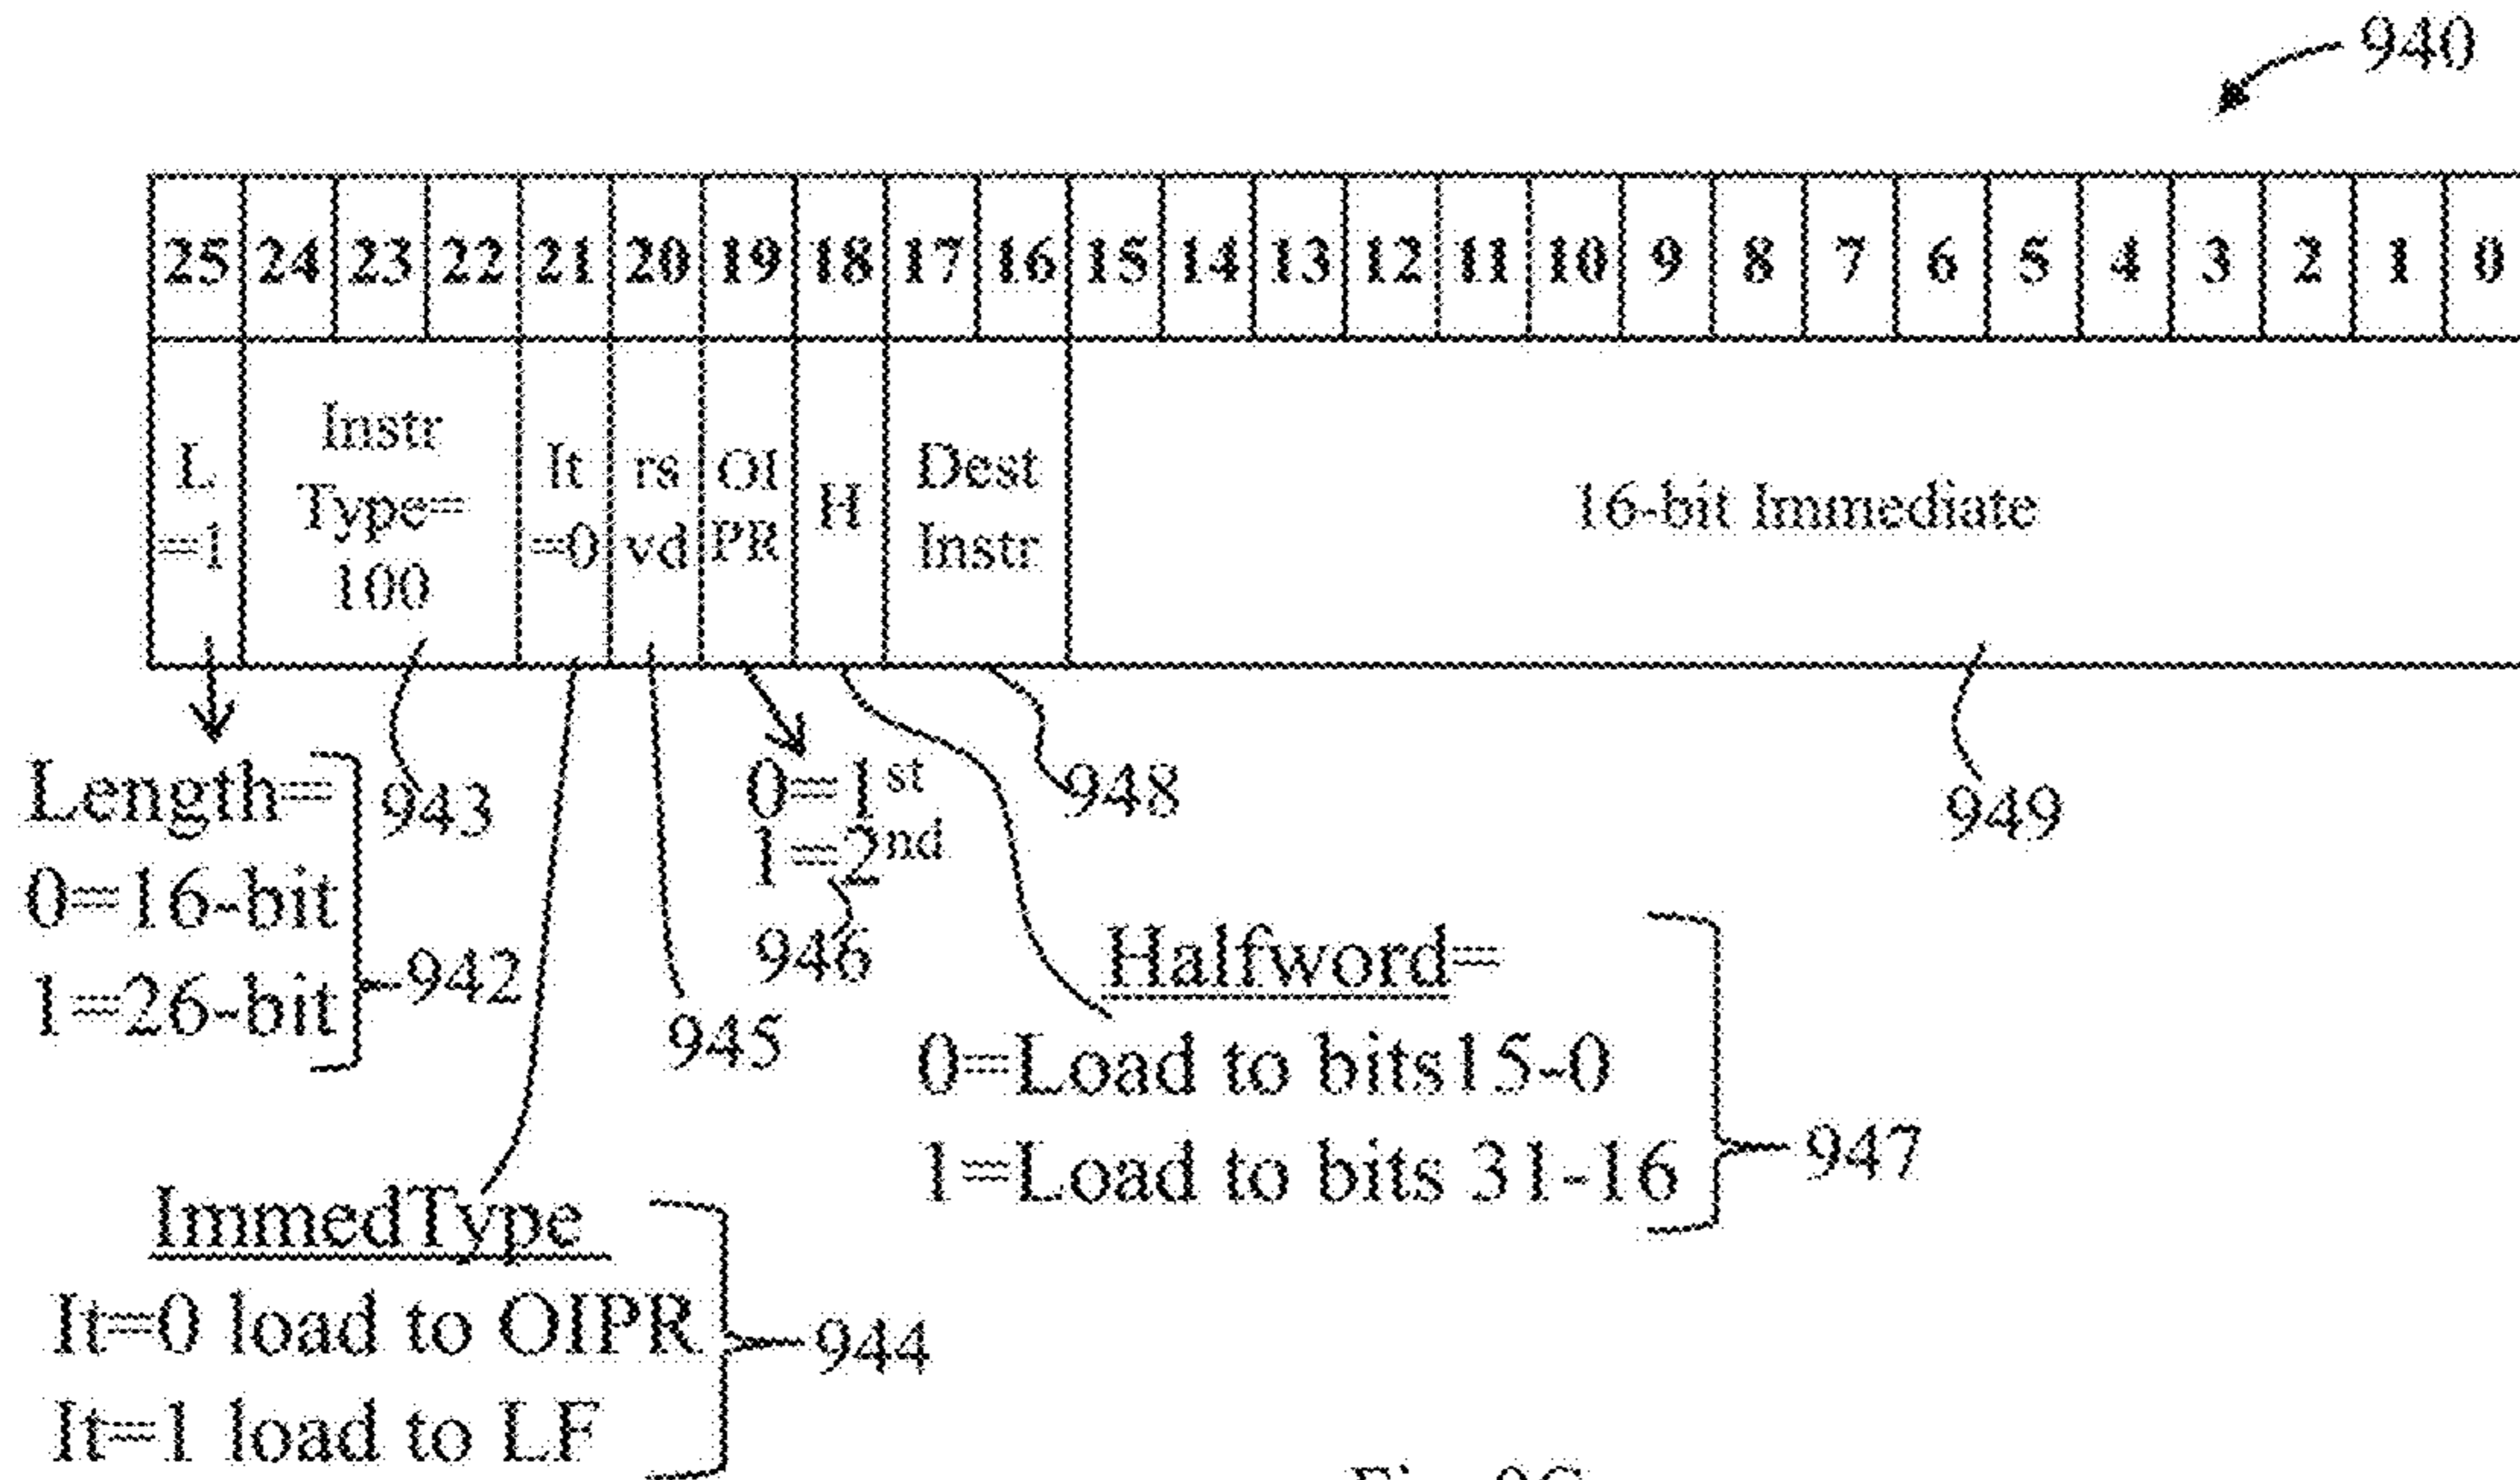 940
25 24 23 22 21 20 19 18 17 16 15 14 13 12 11 10 9 8 7 6 5 4 3 2 1 0
L
=1
Instr
Type=
100
It
=0
rs
vd
OI
PR
H
Dest
Instr
16-bit Immediate
Length=
0=16-bit
1=26-bit
942
943
0=1st
1=2nd
946
948
949
945
Halfword=
0=Load to bits15-0
1=Load to bits 31-16
947
ImmedType
It=0 load to OIPR
It=1 load to LF
944